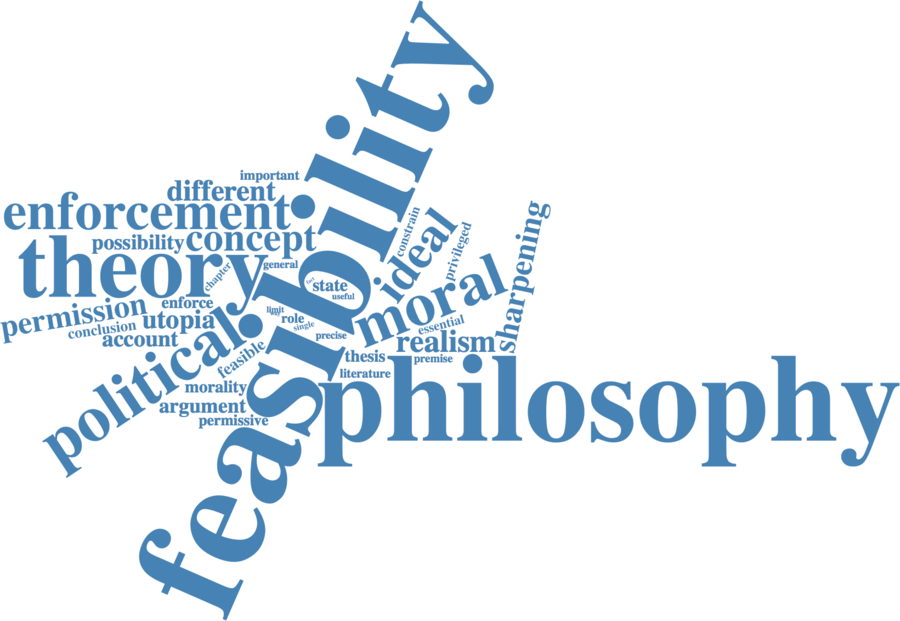 feasibility
important
different
enforcement
possibility
concept
theory
general
chapter
state
useful
permission
enforce
conclusion
utopia
account
limit
role
single
precise
political
feasible
morality
argument
permissive
constrain
ideal
privileged
sharpening
moral
essential
realism
thesis
premise
literature
philosophy